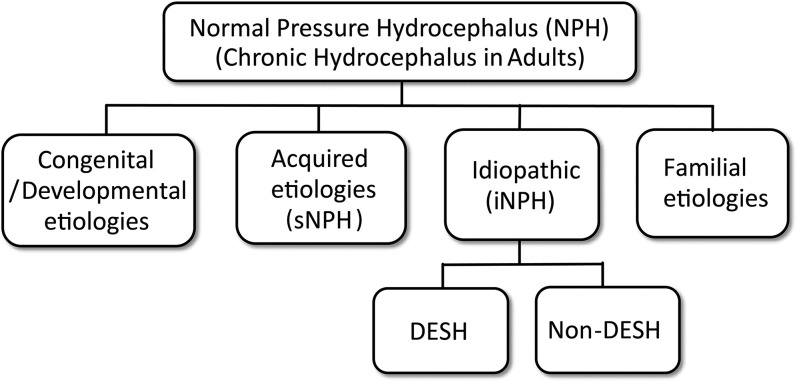 Normal Pressure Hydrocephalus (NPH)
(Chronic Hydrocephalus in Adults)
Congenital
/Developmental
etiologies
Acquired
etiologies
(sNPH)
Idiopathic
(iNPH)
Familial
etiologies
DESH
Non-DESH